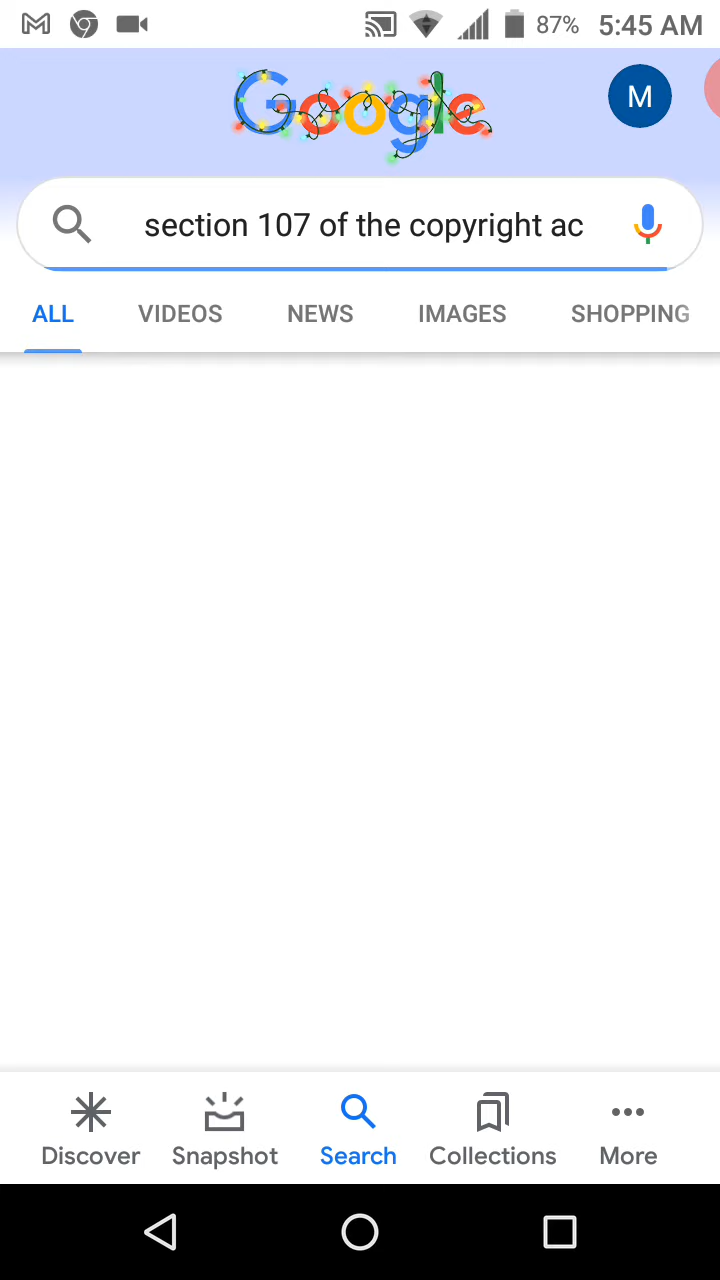 87% 5:45 AM
Google
M
section 107 of the copyright ac
ALL VIDEOS NEWS IMAGES SHOPPING
Discover Snapshot Search Collections More